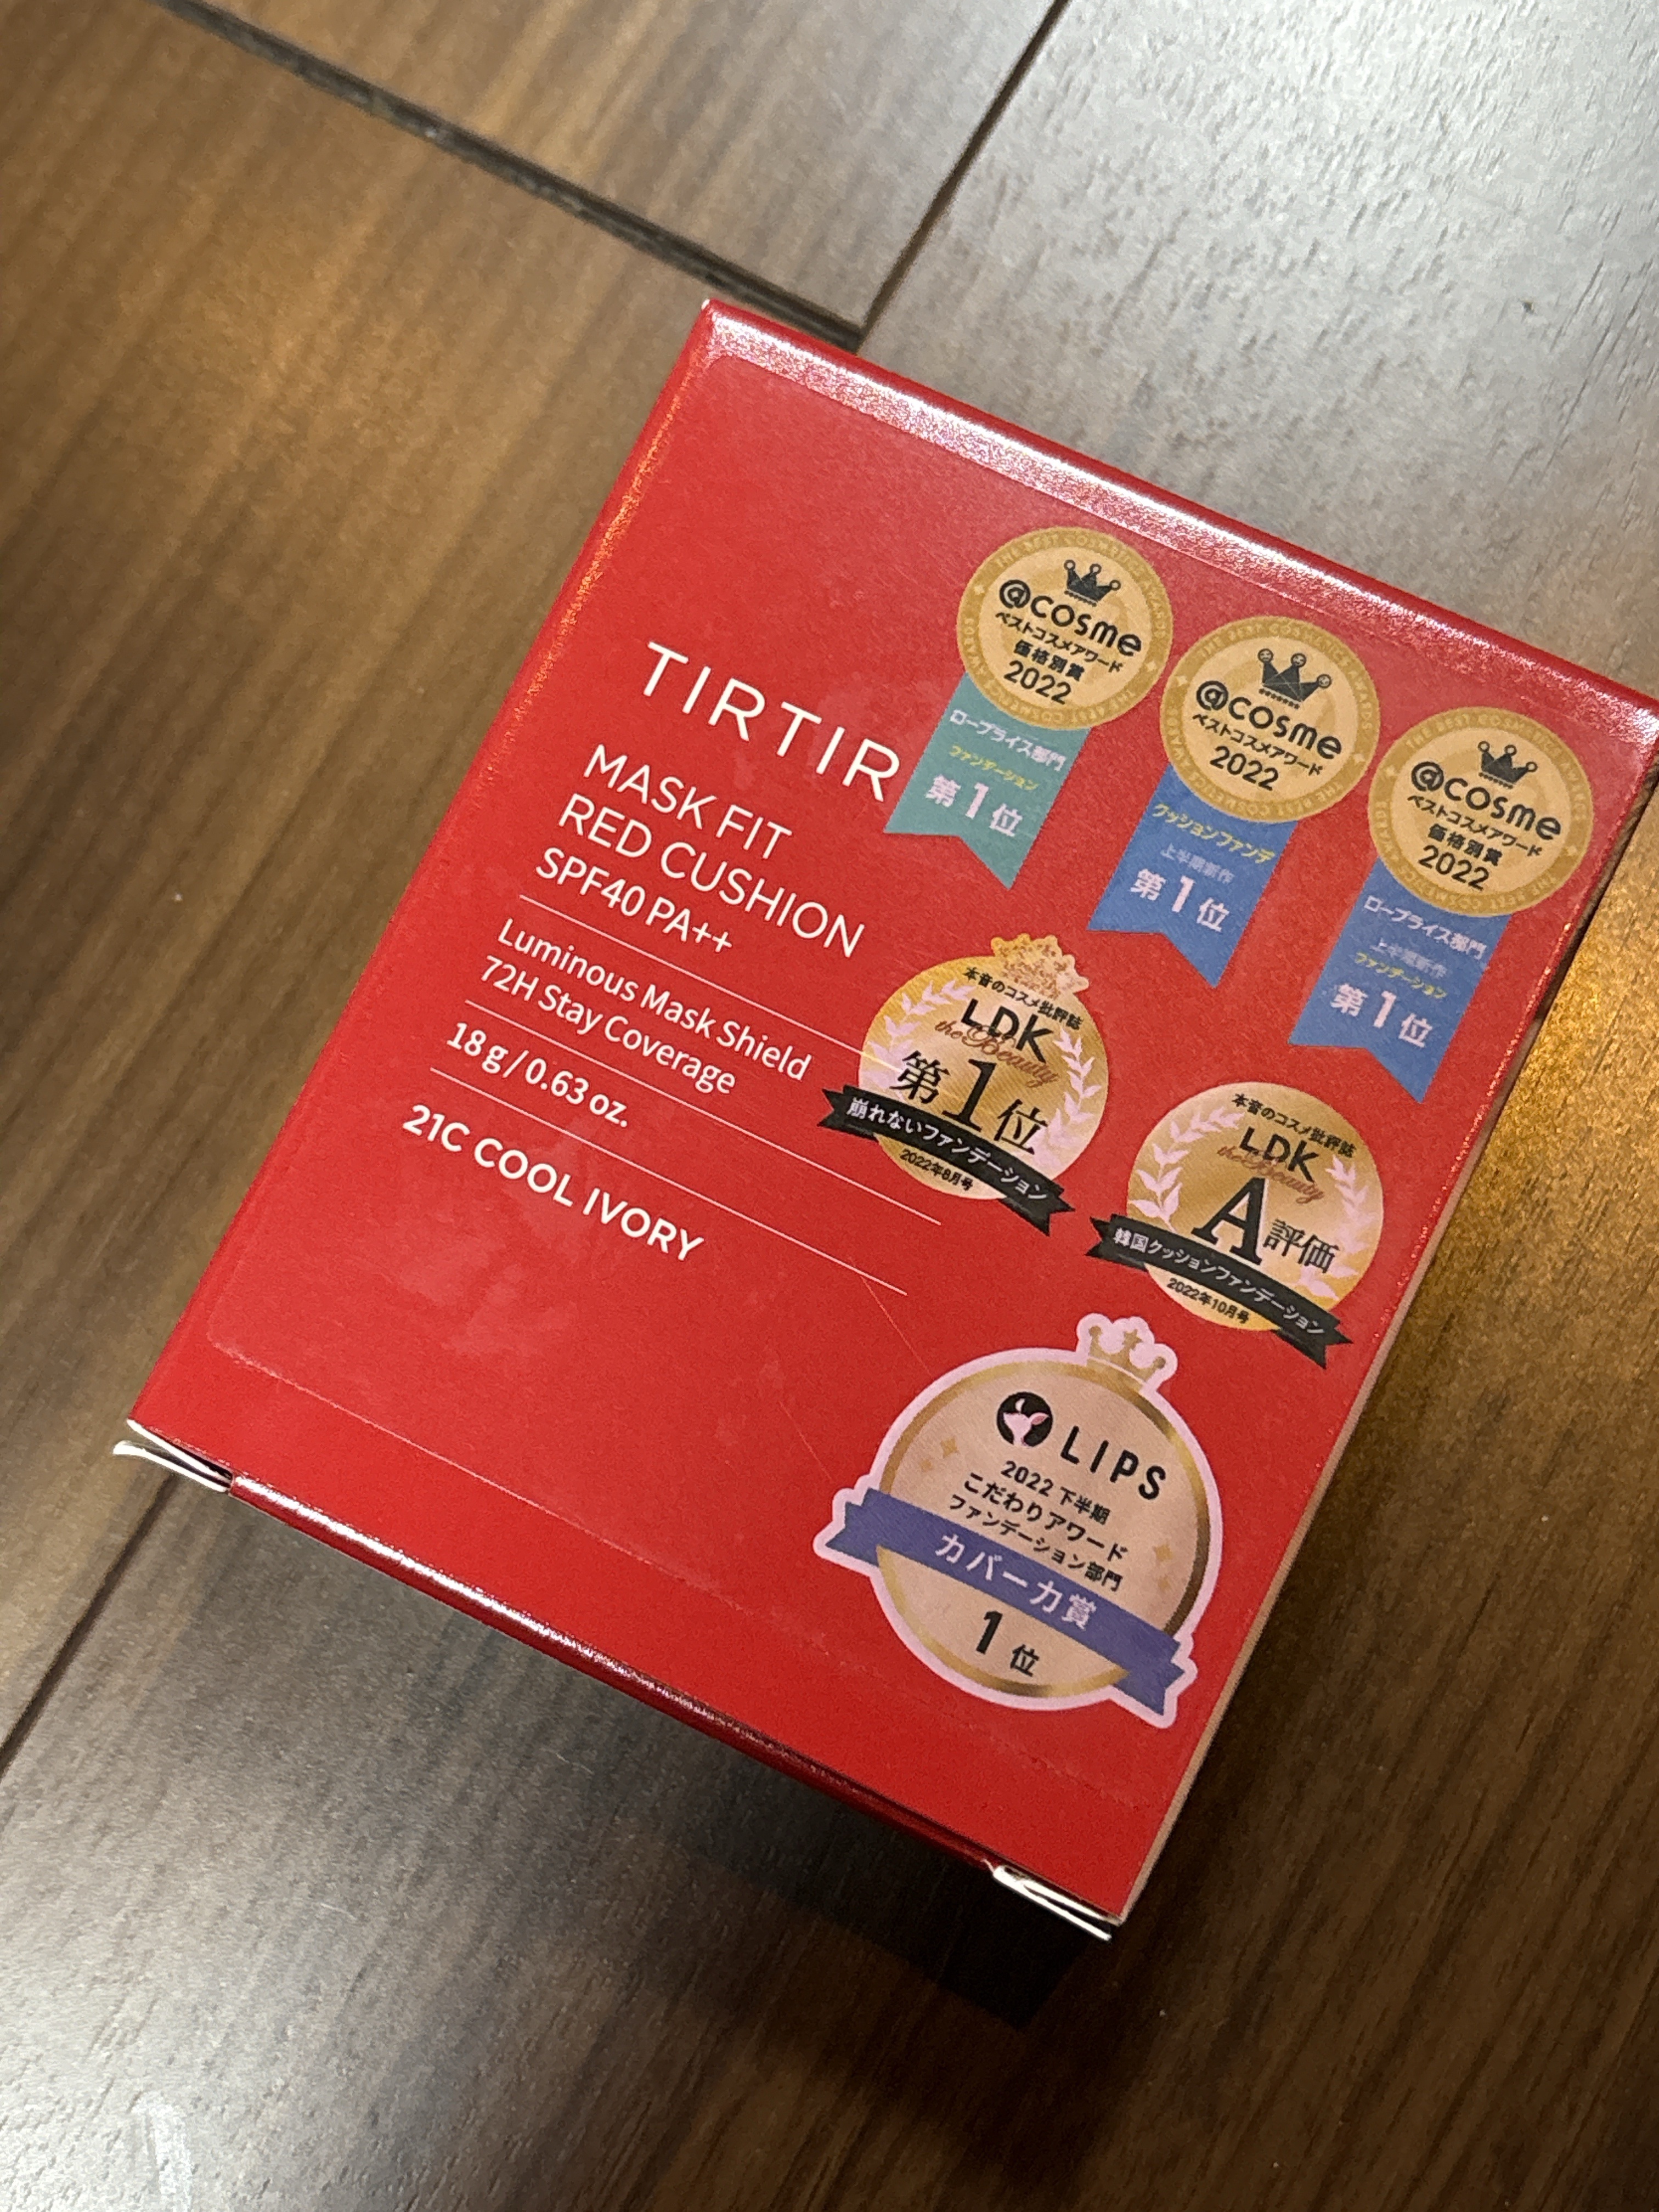 TIRTIR
MASK FIT
RED CUSHION
SPF40 PA++
Luminous Mask Shield
72H Stay Coverage
18 g / 0.63 oz.
21C COOL IVORY
@cosme
ベストコスメアワード
価格別賞
2022
ロープライス部門
ファンデーション
第1位
@cosme
ベストコスメアワード
2022
クッションファンデ
上半期新作
第1位
@cosme
ベストコスメアワード
価格別賞
2022
ロープライス部門
上半期新作
ファンデーション
第1位
本音のコスメ批評誌
LDK
the Beauty
第1位
崩れないファンデーション
2022年8月号
本音のコスメ批評誌
LDK
the Beauty
A評価
韓国クッションファンデーション
2022年10月号
LIPS
2022 下半期
こだわりアワード
ファンデーション部門
カバー力賞
1位